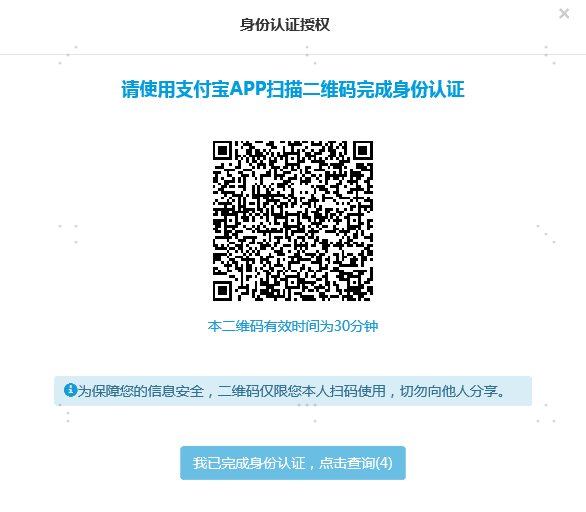 身份认证授权
请使用支付宝APP扫描二维码完成身份认证
本二维码有效时间为30分钟
为保障您的信息安全，二维码仅限您本人扫码使用，切勿向他人分享。
我已完成身份认证，点击查询(4)